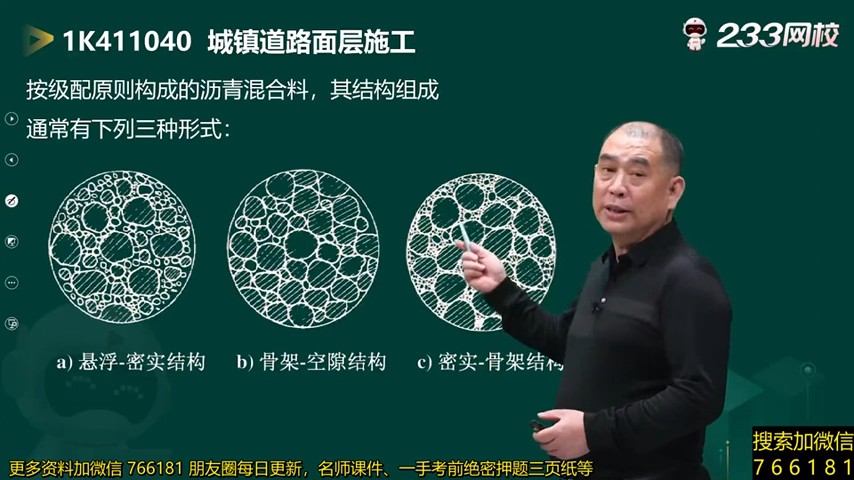 1K411040 城镇道路面层施工
233网校
按级配原则构成的沥青混合料，其结构组成
通常有下列三种形式：
a) 悬浮-密实结构
b) 骨架-空隙结构
c) 密实-骨架结构
搜索加微信
766181
更多资料加微信 766181 朋友圈每日更新，名师课件、一手考前绝密押题三页纸等